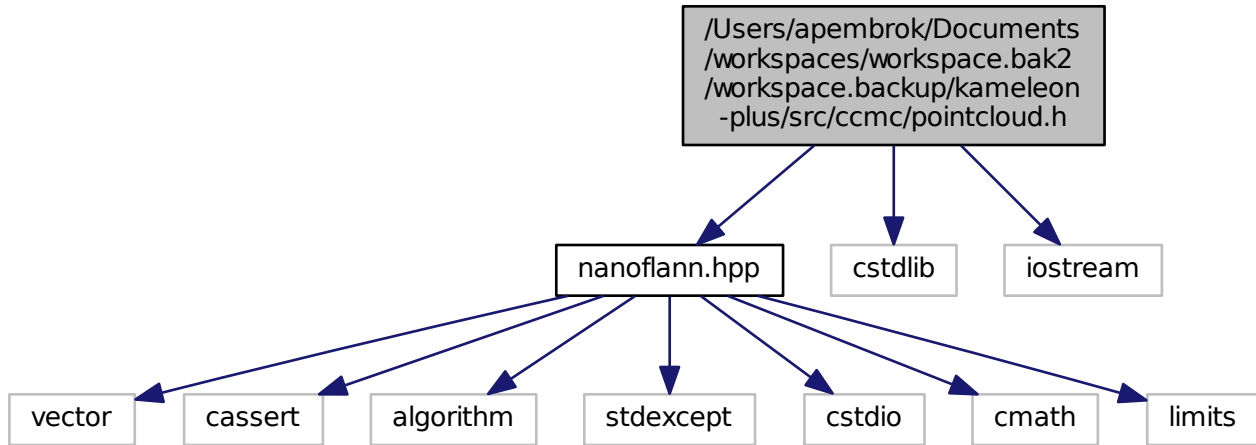 /Users/apembrok/Documents
/workspaces/workspace.bak2
/workspace.backup/kameleon
-plus/src/ccmc/pointcloud.h
nanoflann.hpp
cstdlib
iostream
vector
cassert
algorithm
stdexcept
cstdio
cmath
limits